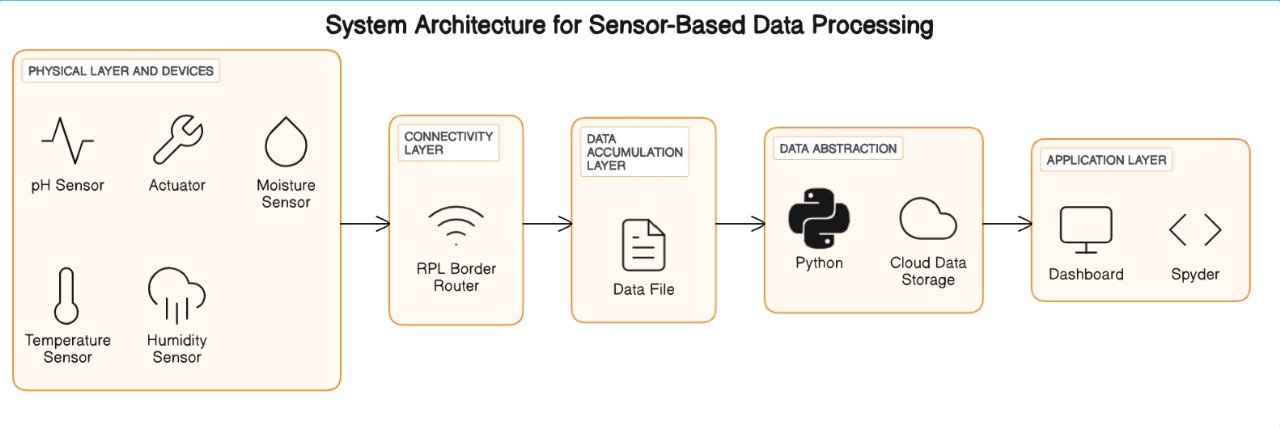 System Architecture for Sensor-Based Data Processing
PHYSICAL LAYER AND DEVICES
pH Sensor
Actuator
Moisture
Sensor
Temperature
Sensor
Humidity
Sensor
CONNECTIVITY
LAYER
RPL Border
Router
DATA
ACCUMULATION
LAYER
Data File
DATA ABSTRACTION
Python
Cloud Data
Storage
APPLICATION LAYER
Dashboard
Spyder